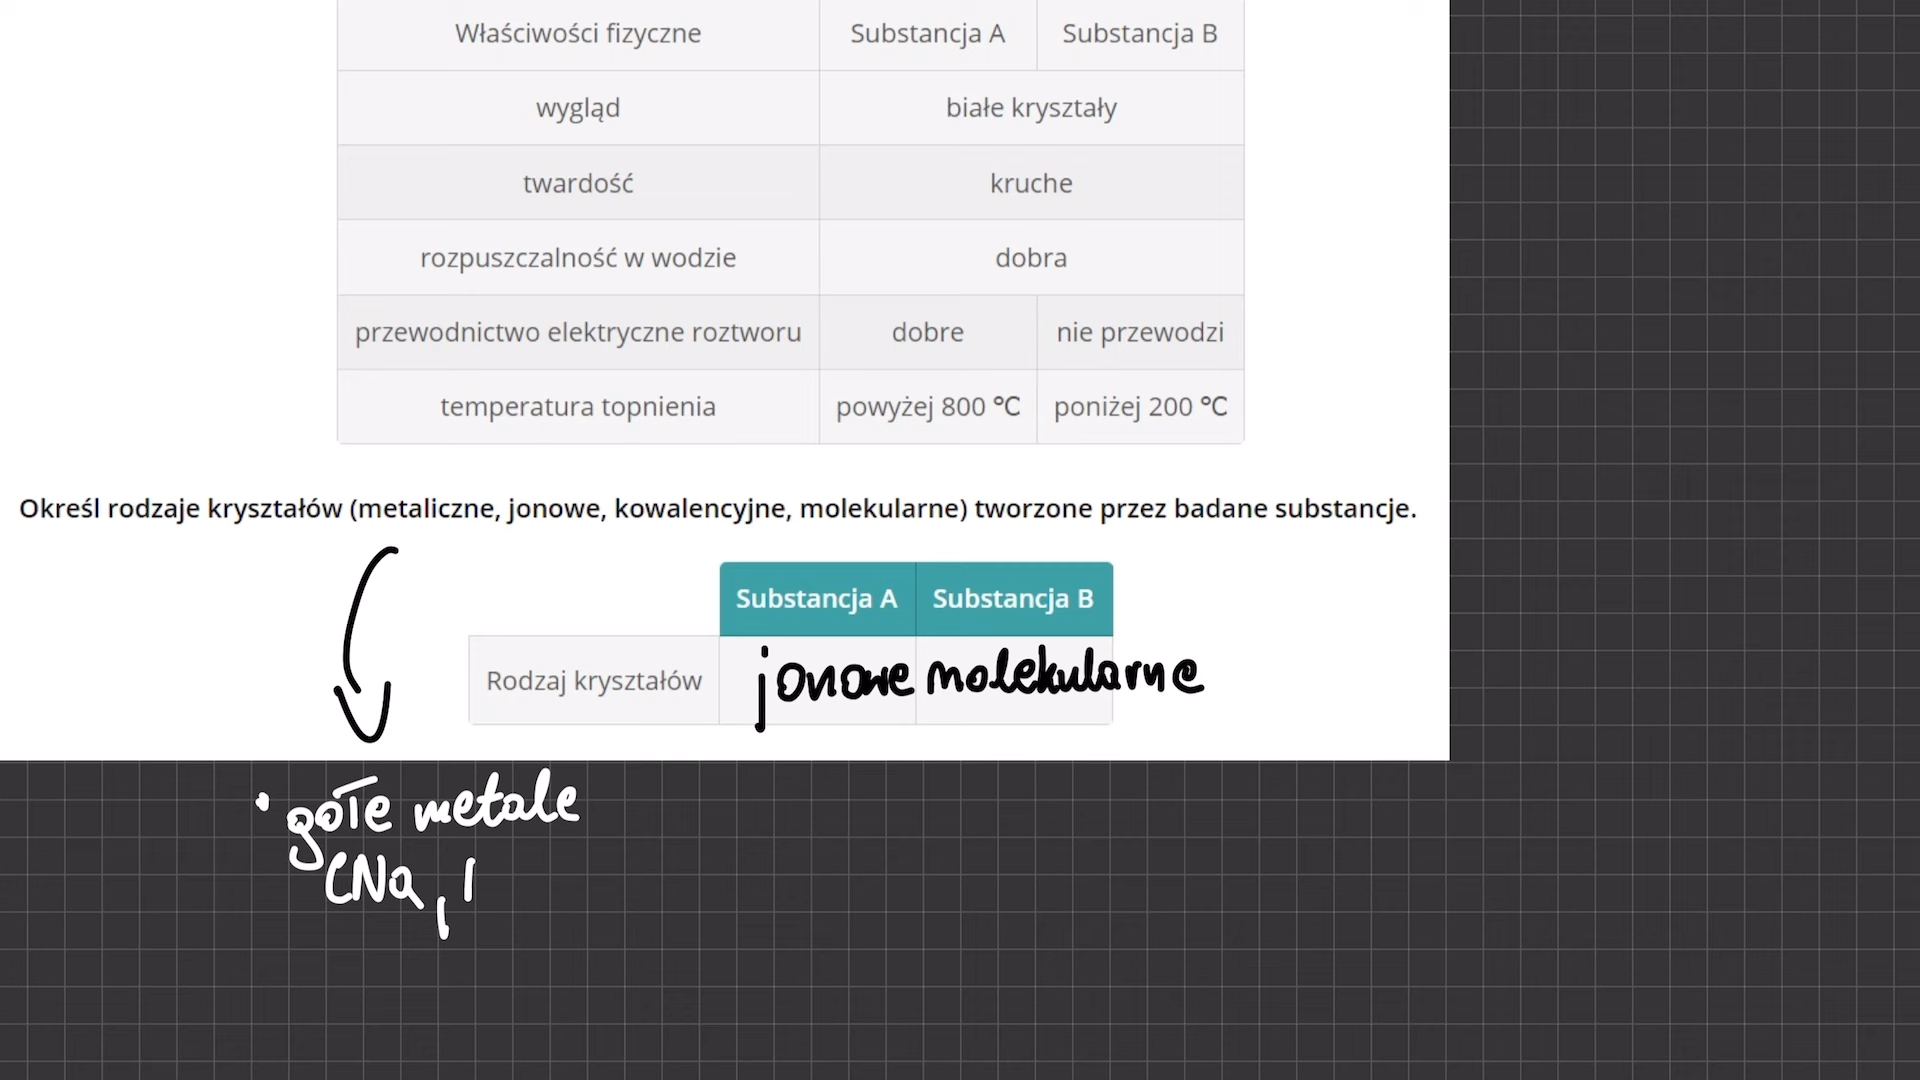 Właściwości fizyczne Substancja A Substancja B
wygląd białe kryształy
twardość kruche
rozpuszczalność w wodzie dobra
przewodnictwo elektryczne roztworu dobre nie przewodzi
temperatura topnienia powyżej 800 °C poniżej 200 °C
Określ rodzaje kryształów (metaliczne, jonowe, kowalencyjne, molekularne) tworzone przez badane substancje.
Substancja A Substancja B
Rodzaj kryształów jonowe molekularne
• gołe metale
(Na,